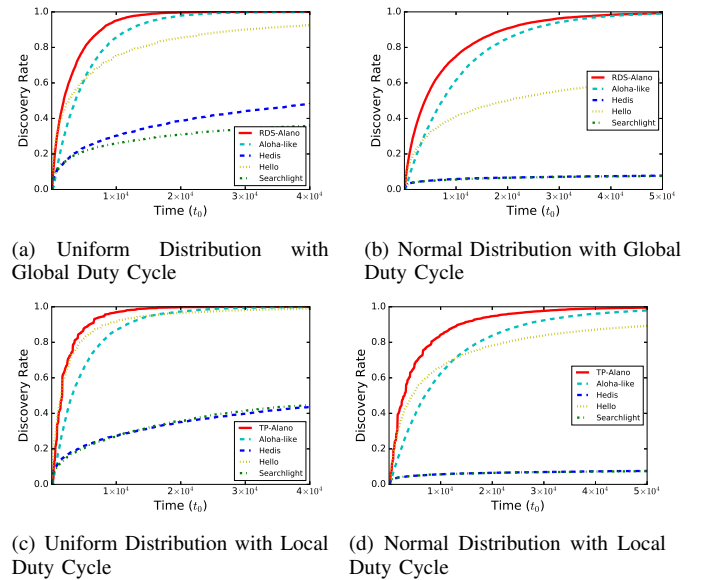 1.0
0.8
0.6
0.4
0.2
0.0
Discovery Rate
RDS-Alano
Aloha-like
Hedis
Hello
Searchlight
1×10⁴
2×10⁴
3×10⁴
4×10⁴
Time (t₀)
(a) Uniform Distribution with
Global Duty Cycle
1.0
0.8
0.6
0.4
0.2
0.0
Discovery Rate
RDS-Alano
Aloha-like
Hedis
Hello
Searchlight
1×10⁴
2×10⁴
3×10⁴
4×10⁴
5×10⁴
Time (t₀)
(b) Normal Distribution with Global
Duty Cycle
1.0
0.8
0.6
0.4
0.2
0.0
Discovery Rate
TP-Alano
Aloha-like
Hedis
Hello
Searchlight
1×10⁴
2×10⁴
3×10⁴
4×10⁴
Time (t₀)
(c) Uniform Distribution with Local
Duty Cycle
1.0
0.8
0.6
0.4
0.2
0.0
Discovery Rate
TP-Alano
Aloha-like
Hedis
Hello
Searchlight
1×10⁴
2×10⁴
3×10⁴
4×10⁴
5×10⁴
Time (t₀)
(d) Normal Distribution with Local
Duty Cycle